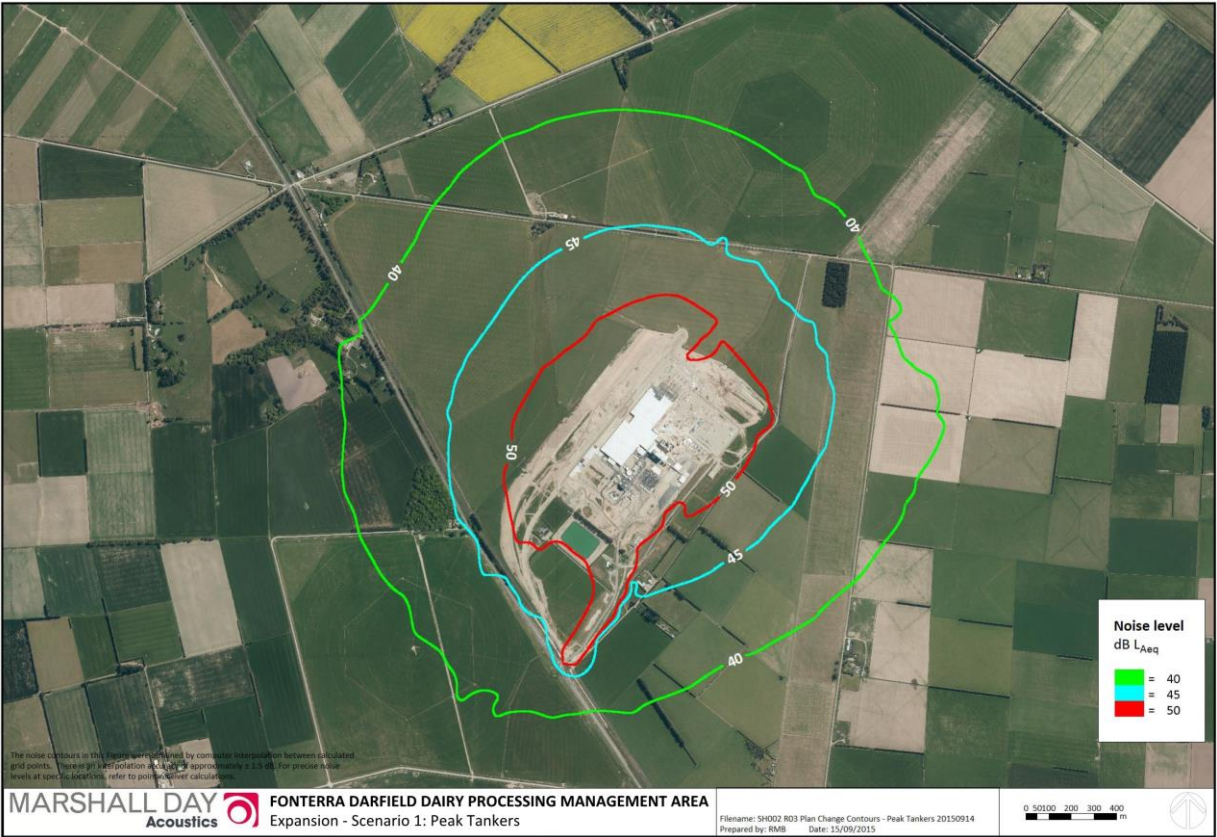 40
40
45
50
50
45
40
Noise level
dB LAeq
= 40
= 45
= 50
The noise contours in this Figure were determined by computer interpolation between calculated
grid points. There is an interpolation accuracy of approximately ± 1.5 dB. For precise noise
levels at specific locations, refer to point receiver calculations.
MARSHALL DAY
Acoustics
FONTERRA DARFIELD DAIRY PROCESSING MANAGEMENT AREA
Expansion - Scenario 1: Peak Tankers
Filename: SH002 R03 Plan Change Contours - Peak Tankers 20150914
Prepared by: RMB Date: 15/09/2015
0 50100 200 300 400
m